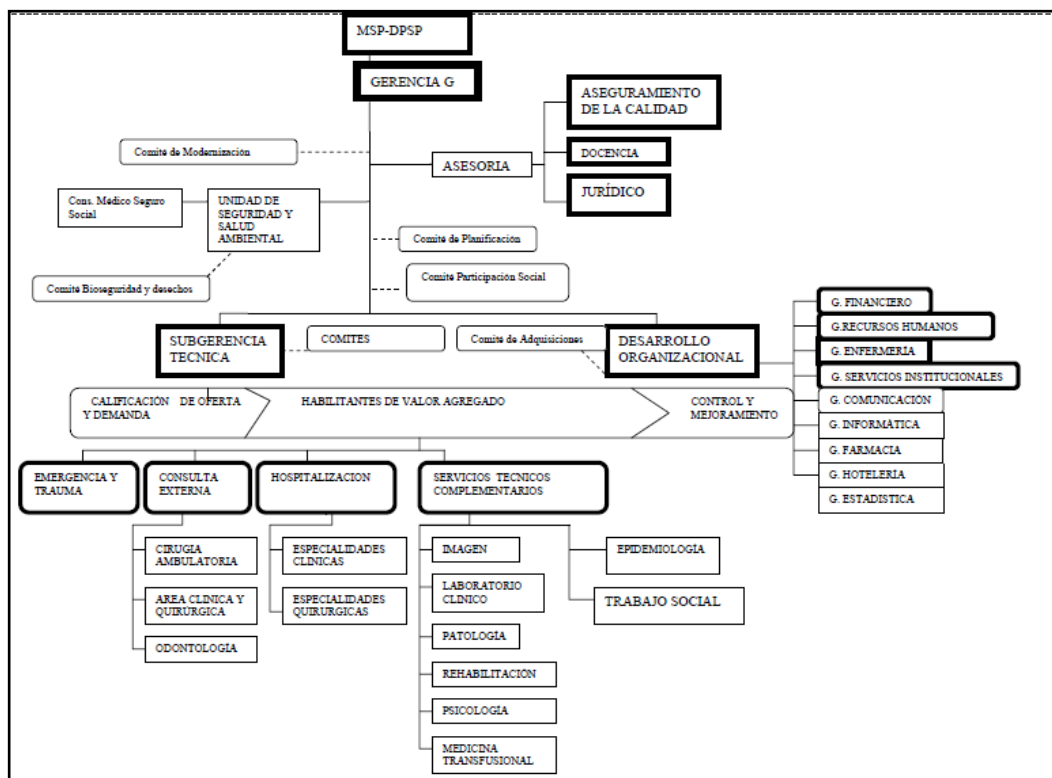 MSP-DPSP
GERENCIA G
ASEGURAMIENTO
DE LA CALIDAD
Comité de Modernización
ASESORIA
DOCENCIA
JURÍDICO
Cons. Médico Seguro
Social
UNIDAD DE
SEGURIDAD Y
SALUD
AMBIENTAL
Comité de Planificación
Comité Participación Social
Comité Bioseguridad y desechos
SUBGERENCIA
TECNICA
COMITES
Comité de Adquisiciones
DESARROLLO
ORGANIZACIONAL
G. FINANCIERO
G.RECURSOS HUMANOS
G. ENFERMERÍA
G. SERVICIOS INSTITUCIONALES
G. COMUNICACIÓN
G. INFORMÁTICA
G. FARMACIA
G. HOTELERÍA
G. ESTADISTICA
CALIFICACIÓN DE OFERTA
Y DEMANDA
HABILITANTES DE VALOR AGREGADO
CONTROL Y
MEJORAMIENTO
EMERGENCIA Y
TRAUMA
CONSULTA
EXTERNA
HOSPITALIZACION
SERVICIOS TECNICOS
COMPLEMENTARIOS
CIRUGIA
AMBULATORIA
AREA CLINICA Y
QUIRÚRGICA
ODONTOLOGÍA
ESPECIALIDADES
CLINICAS
ESPECIALIDADES
QUIRURGICAS
IMAGEN
LABORATORIO
CLINICO
PATOLOGÍA
REHABILITACIÓN
PSICOLOGÍA
MEDICINA
TRANSFUSIONAL
EPIDEMIOLOGÍA
TRABAJO SOCIAL